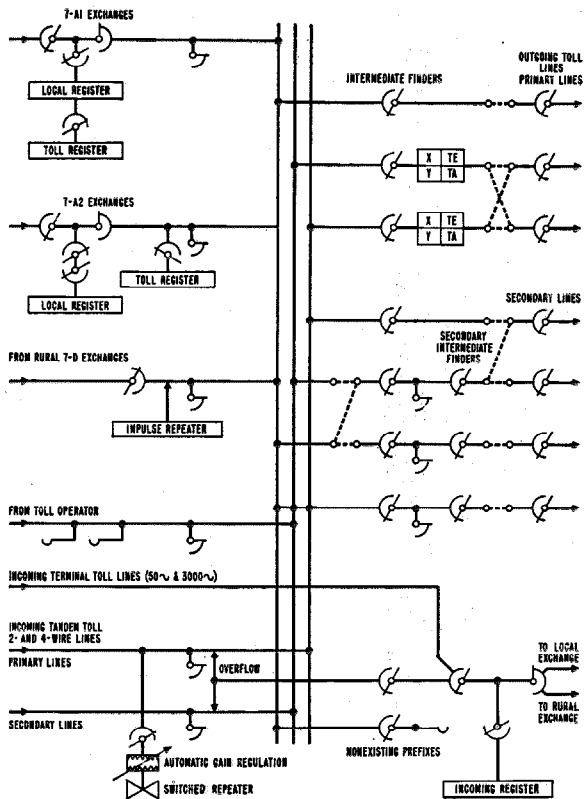 7-A1 EXCHANGES
LOCAL REGISTER
TOLL REGISTER
7-A2 EXCHANGES
TOLL REGISTER
LOCAL REGISTER
FROM RURAL 7-D EXCHANGES
IMPULSE REPEATER
FROM TOLL OPERATOR
INCOMING TERMINAL TOLL LINES (50~ & 3000~)
INCOMING TANDEM TOLL
2- AND 4-WIRE LINES
PRIMARY LINES
OVERFLOW
SECONDARY LINES
AUTOMATIC GAIN REGULATION
SWITCHED REPEATER
INTERMEDIATE FINDERS
OUTGOING TOLL
LINES
PRIMARY LINES
X TE
Y TA
X TE
Y TA
SECONDARY LINES
SECONDARY
INTERMEDIATE
FINDERS
TO LOCAL
EXCHANGE
TO RURAL
EXCHANGE
NONEXISTING PREFIXES
INCOMING REGISTER